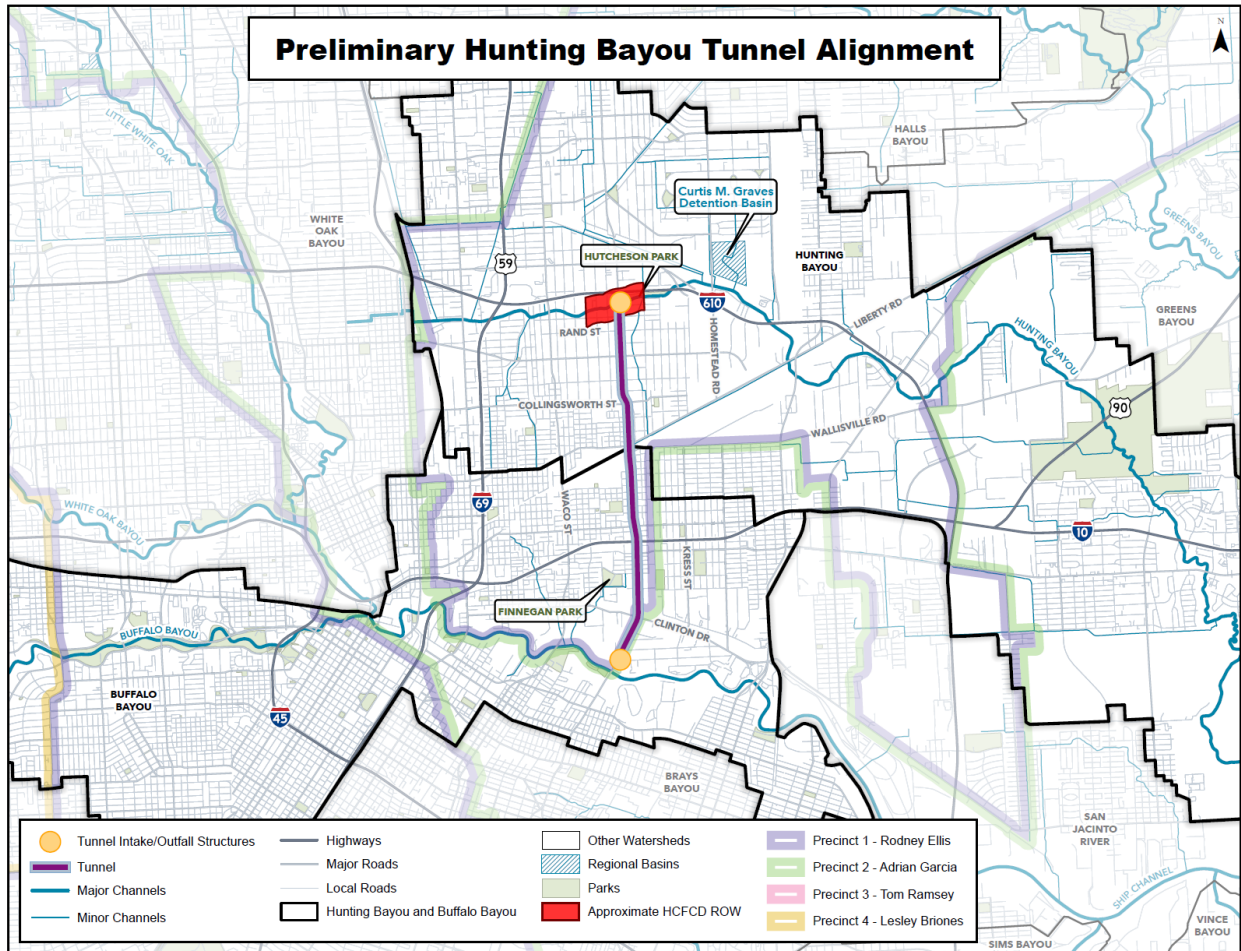 Preliminary Hunting Bayou Tunnel Alignment
N
LITTLE WHITE OAK
HALLS
BAYOU
Curtis M. Graves
Detention Basin
WHITE
OAK
BAYOU
GREENS BAYOU
59
HUTCHESON PARK
HUNTING
BAYOU
610
LIBERTY RD
GREENS
BAYOU
RAND ST
HOMESTEAD RD
HUNTING BAYOU
COLLINGSWORTH ST
90
WALLISVILLE RD
WHITE OAK BAYOU
69
WACO ST
10
KRESS ST
FINNEGAN PARK
CLINTON DR
BUFFALO BAYOU
BUFFALO
BAYOU
45
BRAYS
BAYOU
SAN
JACINTO
RIVER
SHIP CHANNEL
VINCE
BAYOU
SIMS BAYOU
Tunnel Intake/Outfall Structures
Tunnel
Major Channels
Minor Channels
Highways
Major Roads
Local Roads
Hunting Bayou and Buffalo Bayou
Other Watersheds
Regional Basins
Parks
Approximate HCFCD ROW
Precinct 1 - Rodney Ellis
Precinct 2 - Adrian Garcia
Precinct 3 - Tom Ramsey
Precinct 4 - Lesley Briones